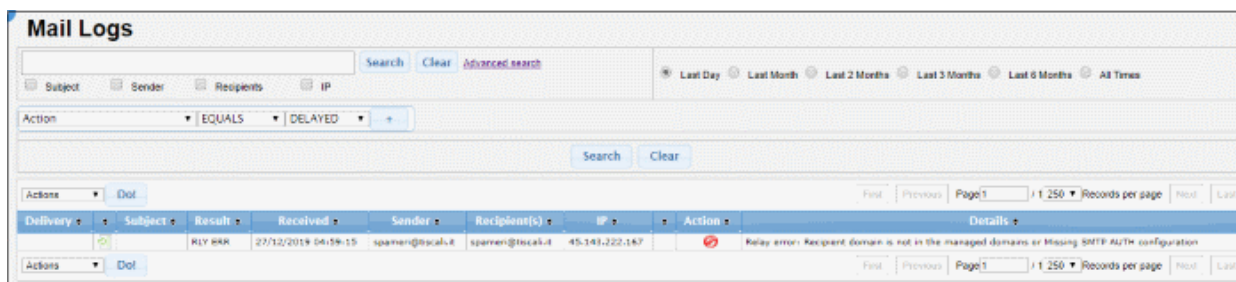 Mail Logs
Search Clear Advanced search
Subject Sender Recipients IP
Last Day Last Month Last 2 Months Last 3 Months Last 6 Months All Times
Action EQUALS DELAYED +
Search Clear
Actions Do! First Previous Page 1 / 1 250 Records per page Next Last
Delivery Subject Result Received Sender Recipient(s) IP Action Details
RLY ERR 27/12/2019 04:59:15 spameri@tiscali.it spameri@tiscali.it 45.143.222.167 Relay error: Recipient domain is not in the managed domains or Missing SMTP AUTH configuration
Actions Do! First Previous Page 1 / 1 250 Records per page Next Last